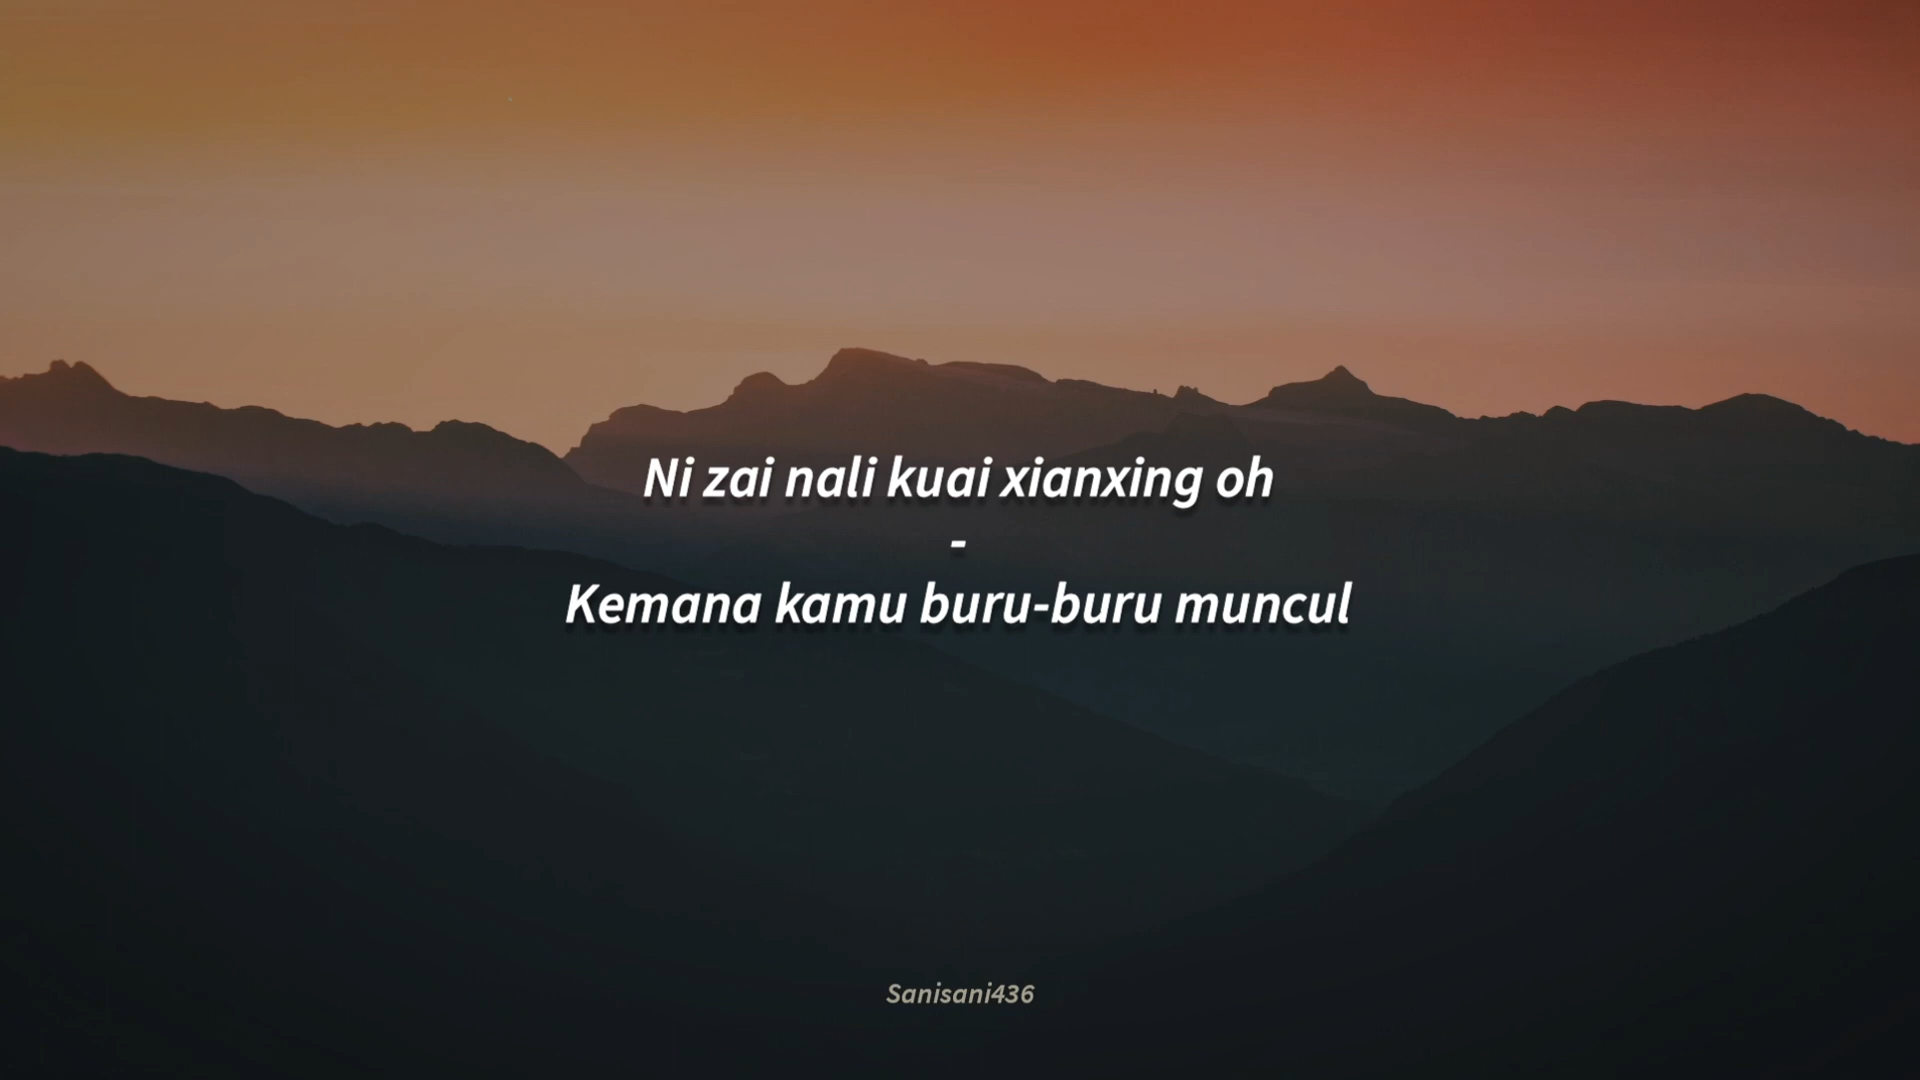 Ni zai nali kuai xianxing oh
-
Kemana kamu buru-buru muncul
Sanisani436